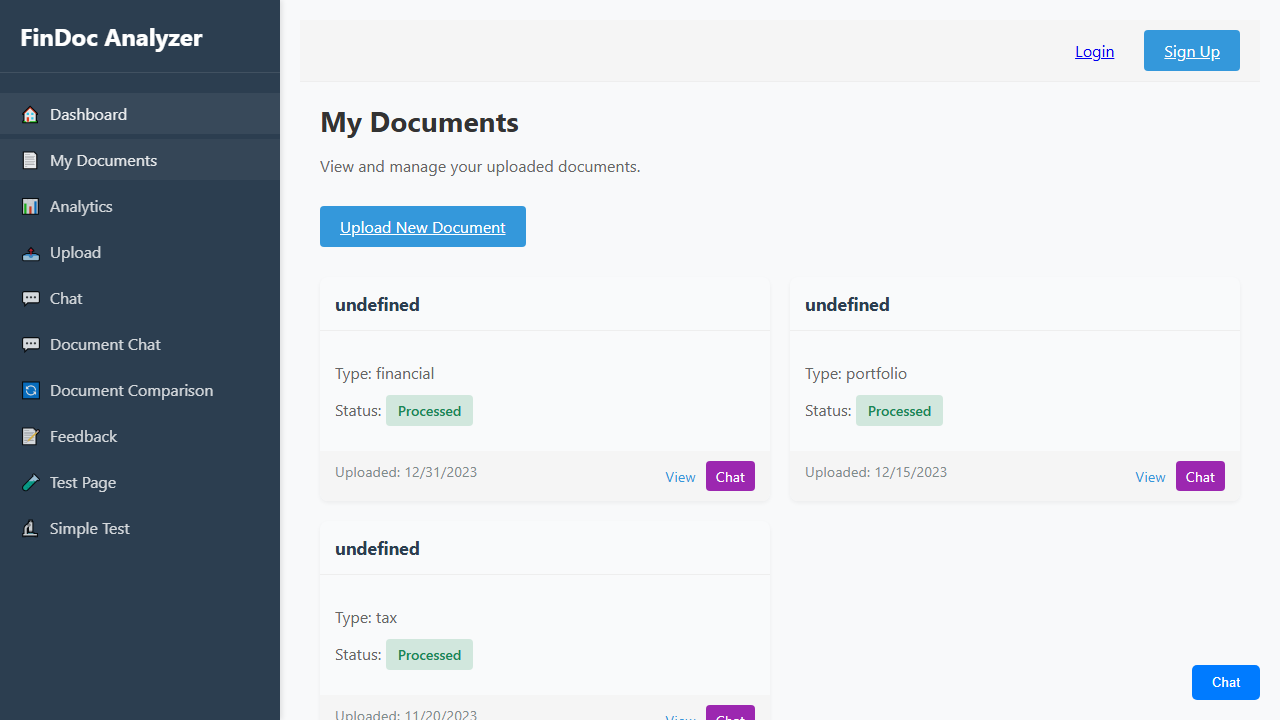 FinDoc Analyzer
Dashboard
My Documents
Analytics
Upload
Chat
Document Chat
Document Comparison
Feedback
Test Page
Simple Test
Login
Sign Up
My Documents
View and manage your uploaded documents.
Upload New Document
undefined
Type: financial
Status: Processed
Uploaded: 12/31/2023
View
Chat
undefined
Type: portfolio
Status: Processed
Uploaded: 12/15/2023
View
Chat
undefined
Type: tax
Status: Processed
Uploaded: 11/20/2023
View
Chat
Chat